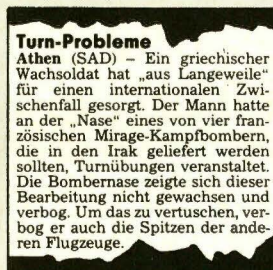 Turn-Probleme
Athen (SAD) – Ein griechischer
Wachsoldat hat „aus Langeweile"
für einen internationalen Zwi-
schenfall gesorgt. Der Mann hatte
an der „Nase" eines von vier fran-
zösischen Mirage-Kampfbombern,
die in den Irak geliefert werden
sollten, Turnübungen veranstaltet.
Die Bombernase zeigte sich dieser
Bearbeitung nicht gewachsen und
verbog. Um das zu vertuschen, ver-
bog er auch die Spitzen der ande-
ren Flugzeuge.